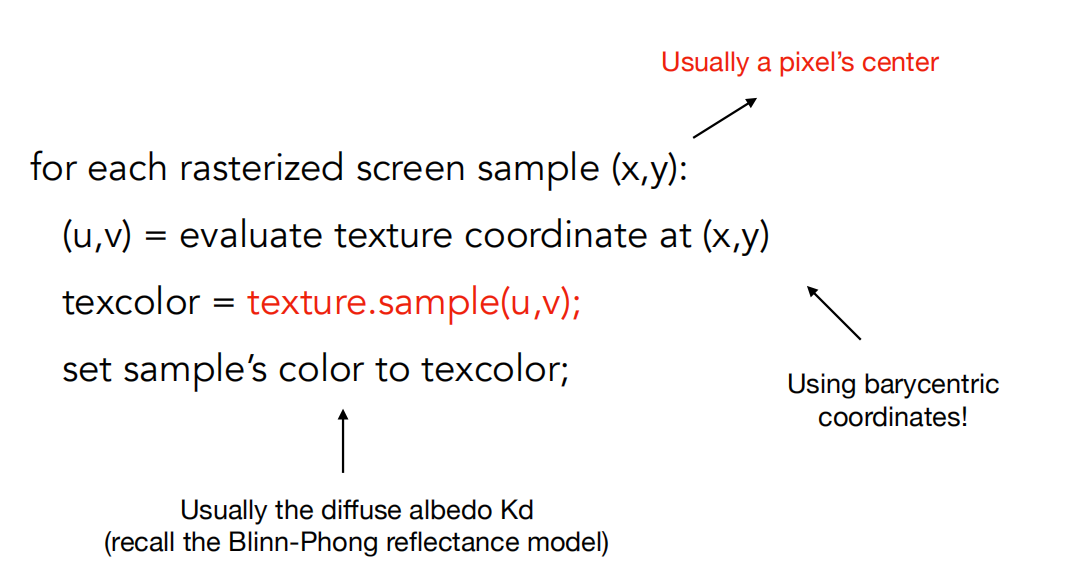 Usually a pixel’s center
for each rasterized screen sample (x,y):
(u,v) = evaluate texture coordinate at (x,y)
texcolor = texture.sample(u,v);
set sample’s color to texcolor;
Using barycentric
coordinates!
Usually the diffuse albedo Kd
(recall the Blinn-Phong reflectance model)